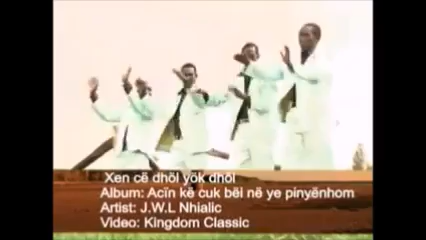 Xen cë dhöl yök dhöl
Album: Acïn kë cuk bëi në ye pinyënhom
Artist: J.W.L Nhialic
Video: Kingdom Classic